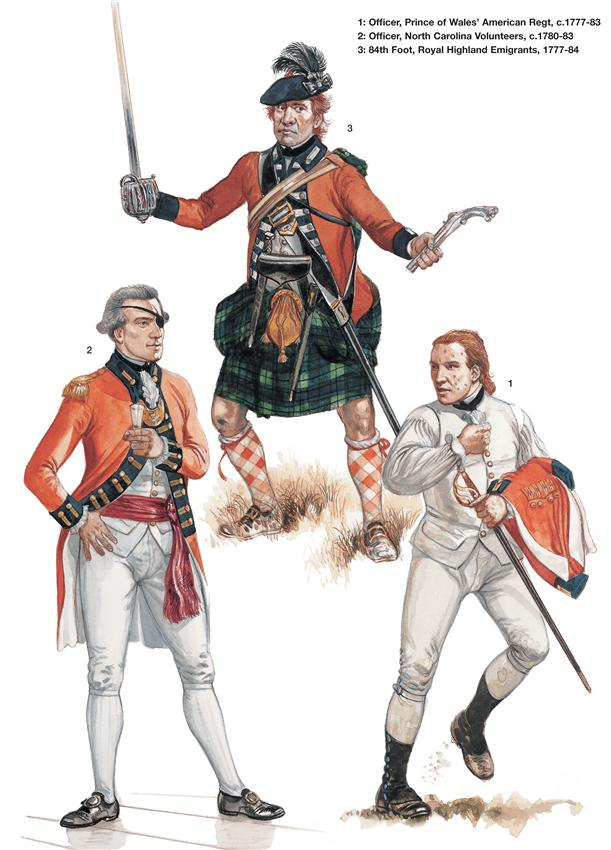 1: Officer, Prince of Wales' American Regt, c.1777-83
2: Officer, North Carolina Volunteers, c.1780-83
3: 84th Foot, Royal Highland Emigrants, 1777-84
3
2
1